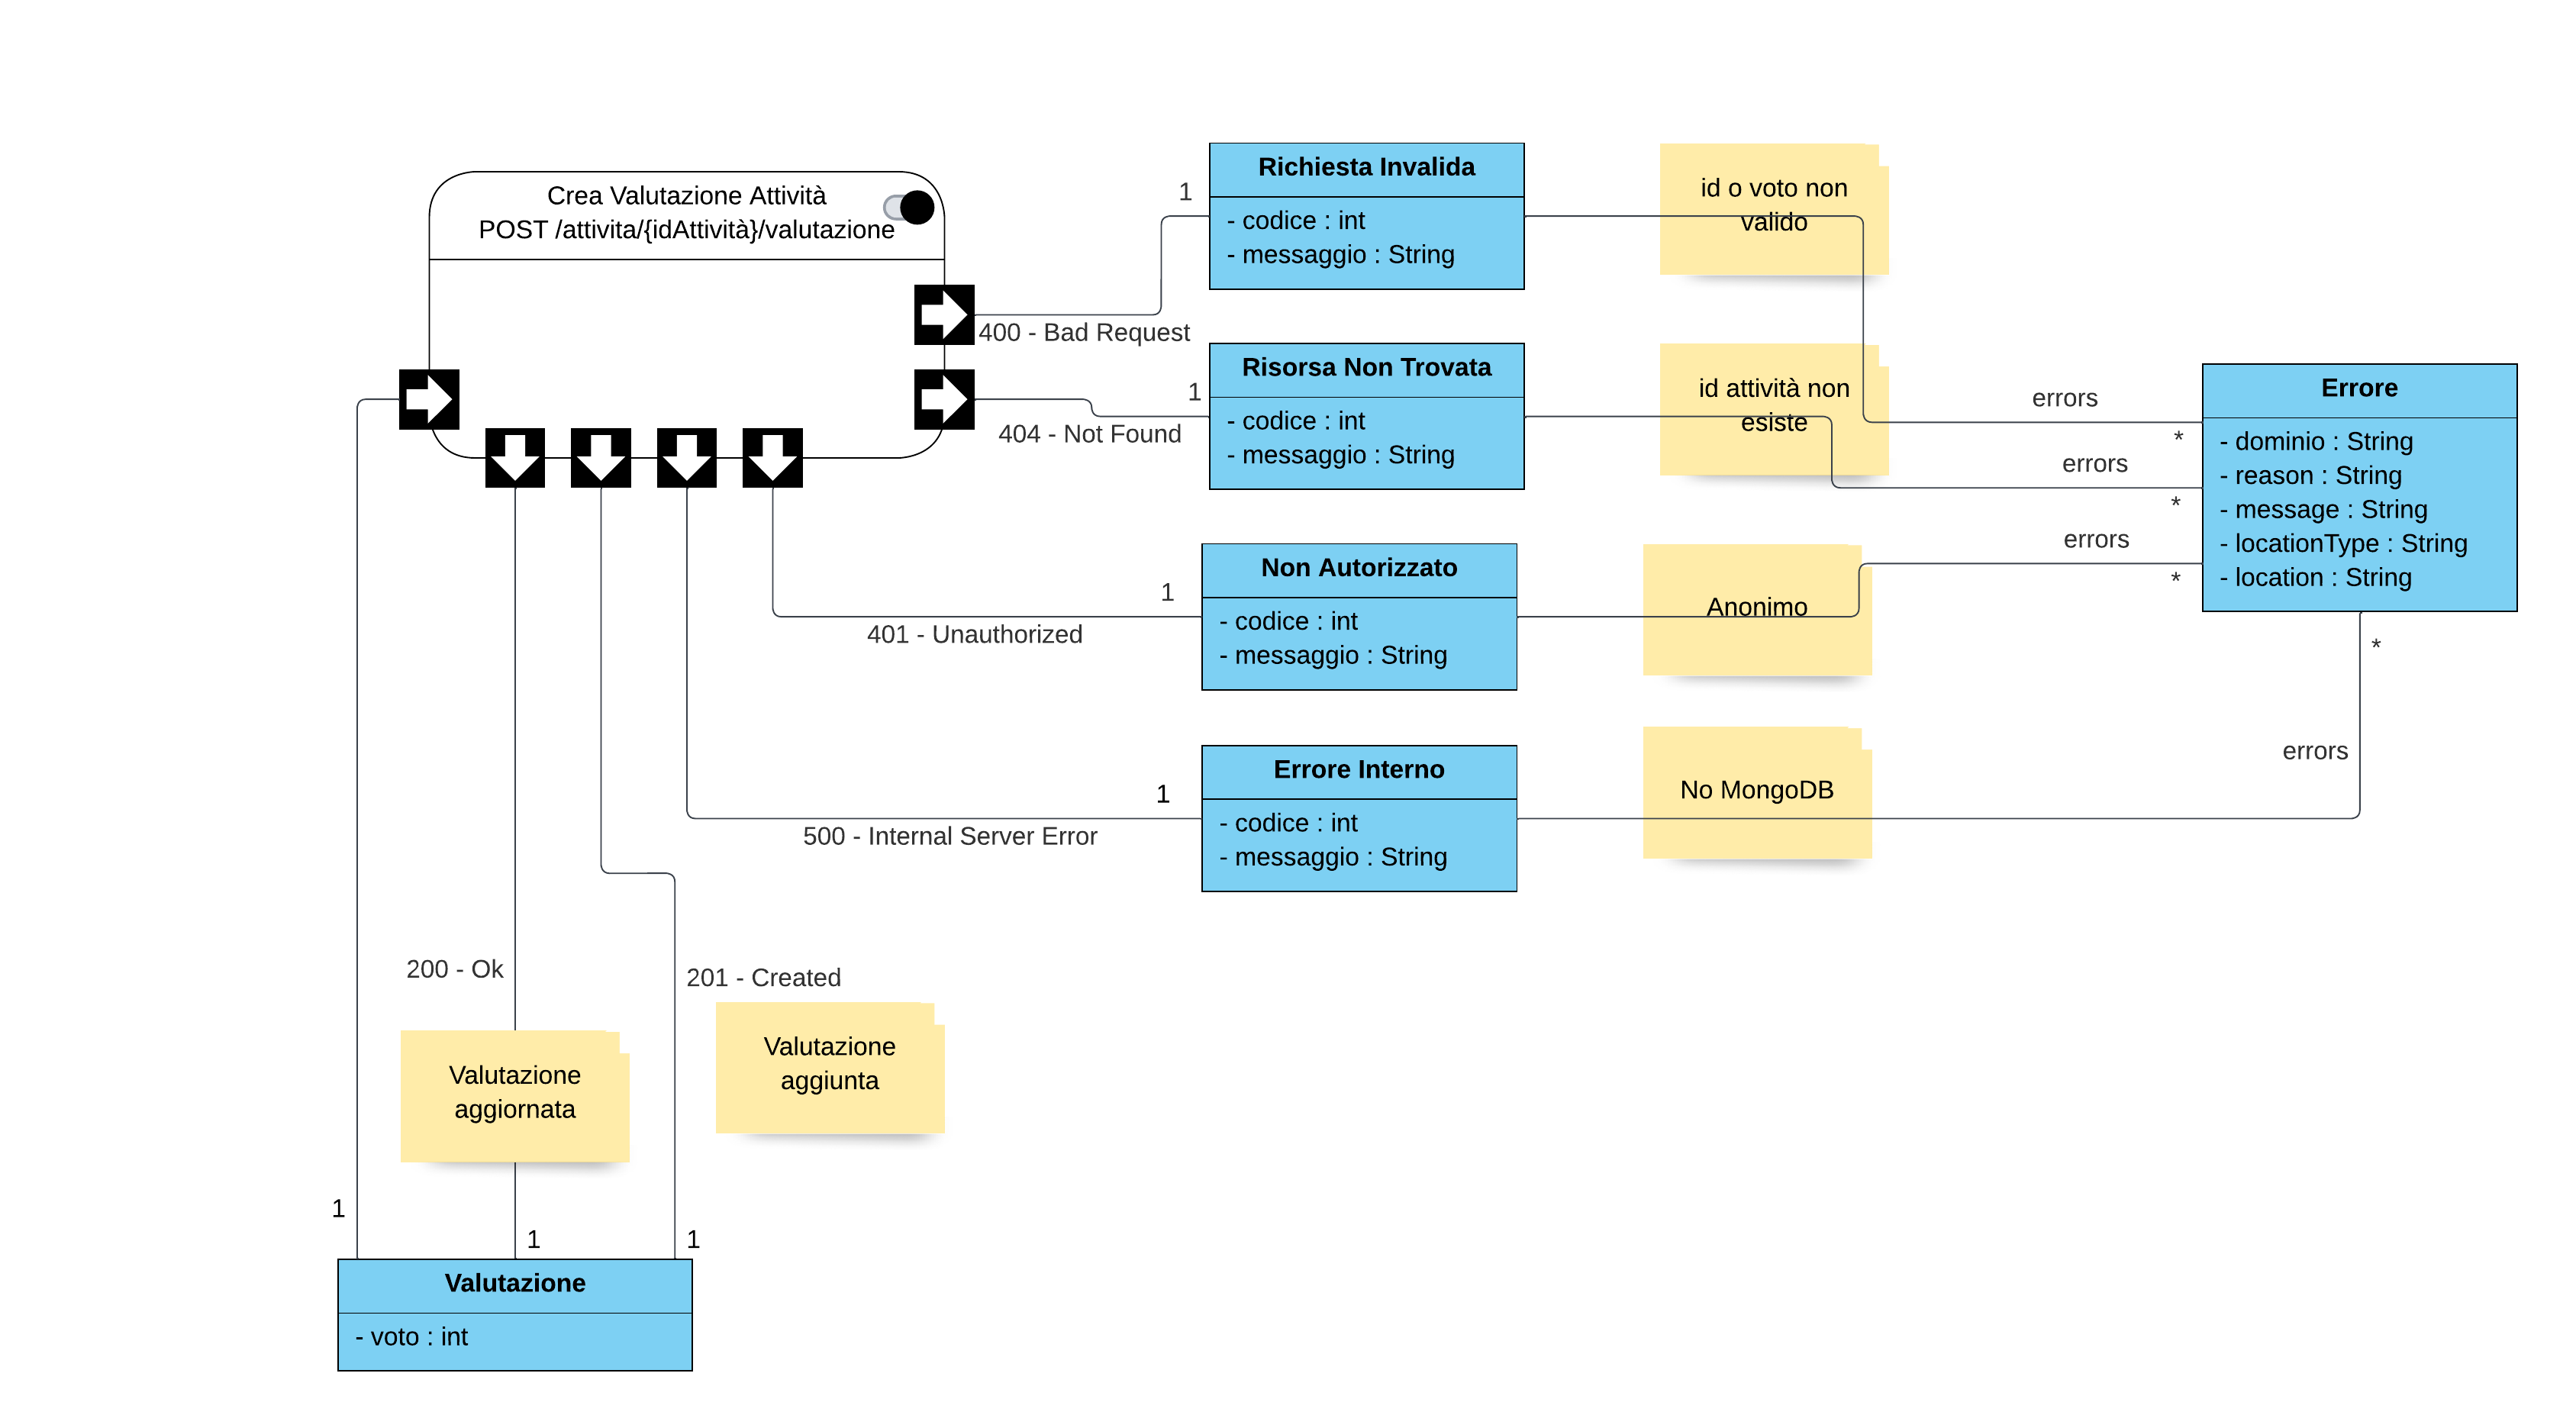 Crea Valutazione Attività
POST /attivita/{idAttività}/valutazione
1
400 - Bad Request
Richiesta Invalida
- codice : int
- messaggio : String
id o voto non
valido
1
404 - Not Found
Risorsa Non Trovata
- codice : int
- messaggio : String
id attività non
esiste
errors
*
errors
*
errors
*
Errore
- dominio : String
- reason : String
- message : String
- locationType : String
- location : String
*
errors
1
401 - Unauthorized
Non Autorizzato
- codice : int
- messaggio : String
Anonimo
1
500 - Internal Server Error
Errore Interno
- codice : int
- messaggio : String
No MongoDB
200 - Ok
201 - Created
Valutazione
aggiornata
Valutazione
aggiunta
1
1
1
Valutazione
- voto : int